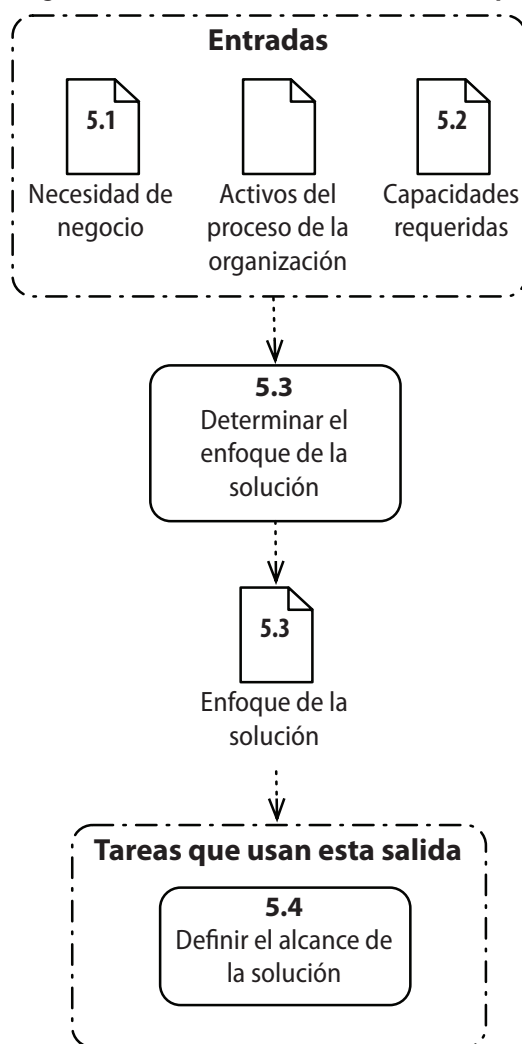 Entradas
5.1
5.2
Necesidad de
negocio
Activos del
proceso de la
organización
Capacidades
requeridas
5.3
Determinar el
enfoque de la
solución
5.3
Enfoque de la
solución
Tareas que usan esta salida
5.4
Definir el alcance de
la solución